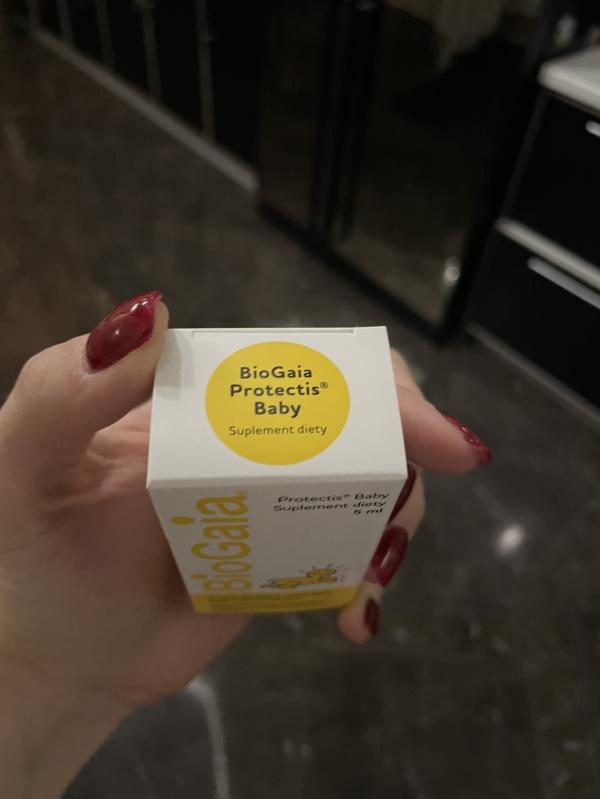 BioGaia
Protectis®
Baby
Suplement diety
BioGaia
Protectis® Baby
Suplement diety
5 ml